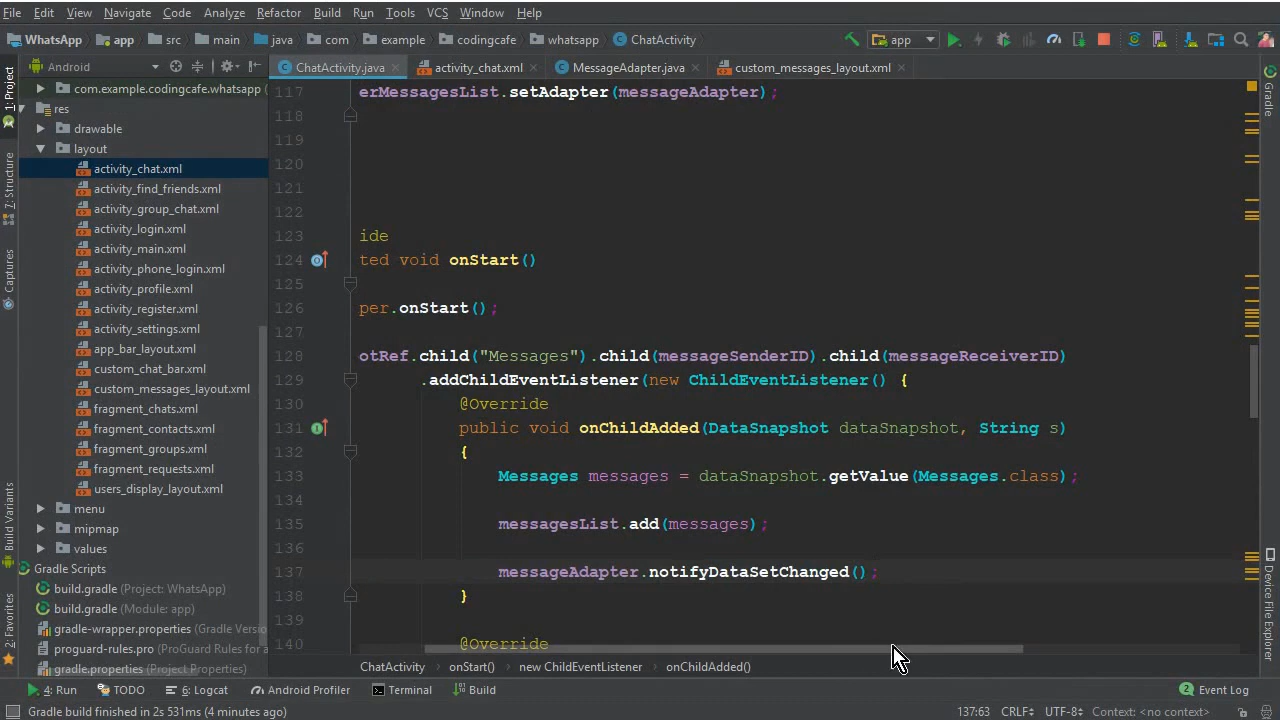 File Edit View Navigate Code Analyze Refactor Build Run Tools VCS Window Help
WhatsApp app src main java com example codingcafe whatsapp ChatActivity app
Android
ChatActivity.java activity_chat.xml MessageAdapter.java custom_messages_layout.xml
1: Project
7: Structure
Captures
Build Variants
2: Favorites
com.example.codingcafe.whatsapp
res
drawable
layout
activity_chat.xml
activity_find_friends.xml
activity_group_chat.xml
activity_login.xml
activity_main.xml
activity_phone_login.xml
activity_profile.xml
activity_register.xml
activity_settings.xml
app_bar_layout.xml
custom_chat_bar.xml
custom_messages_layout.xml
fragment_chats.xml
fragment_contacts.xml
fragment_groups.xml
fragment_requests.xml
users_display_layout.xml
menu
mipmap
values
Gradle Scripts
build.gradle (Project: WhatsApp)
build.gradle (Module: app)
gradle-wrapper.properties (Gradle Versio
proguard-rules.pro (ProGuard Rules for a
gradle.properties (Project Properties)
117 erMessagesList.setAdapter(messageAdapter);
118
119
120
121
122
123 ide
124 ted void onStart()
125
126 per.onStart();
127
128 otRef.child("Messages").child(messageSenderID).child(messageReceiverID)
129 .addChildEventListener(new ChildEventListener() {
130 @Override
131 public void onChildAdded(DataSnapshot dataSnapshot, String s)
132 {
133 Messages messages = dataSnapshot.getValue(Messages.class);
134
135 messagesList.add(messages);
136
137 messageAdapter.notifyDataSetChanged();
138 }
139
140 @Override
ChatActivity onStart() new ChildEventListener onChildAdded()
Gradle
Device File Explorer
4: Run TODO 6: Logcat Android Profiler Terminal Build 2 Event Log
Gradle build finished in 2s 531ms (4 minutes ago) 137:63 CRLF UTF-8 Context: <no context>